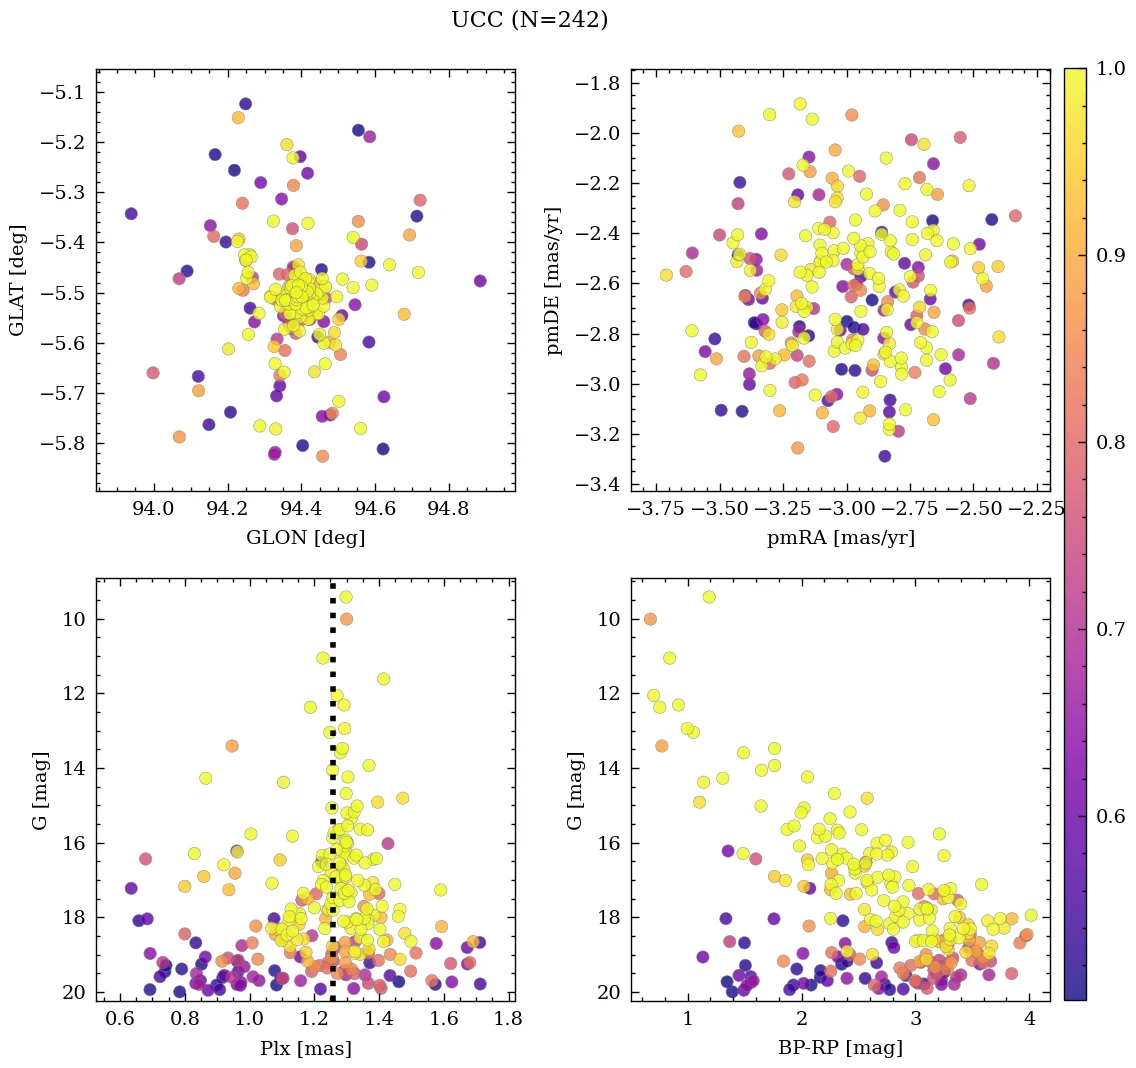 UCC (N=242)
−5.1
−5.2
−5.3
−5.4
−5.5
−5.6
−5.7
−5.8
GLAT [deg]
94.0 94.2 94.4 94.6 94.8
GLON [deg]
−1.8
−2.0
−2.2
−2.4
−2.6
−2.8
−3.0
−3.2
−3.4
pmDE [mas/yr]
−3.75 −3.50 −3.25 −3.00 −2.75 −2.50 −2.25
pmRA [mas/yr]
1.0
0.9
0.8
0.7
0.6
10
12
14
16
18
20
G [mag]
0.6 0.8 1.0 1.2 1.4 1.6 1.8
Plx [mas]
10
12
14
16
18
20
G [mag]
1 2 3 4
BP-RP [mag]